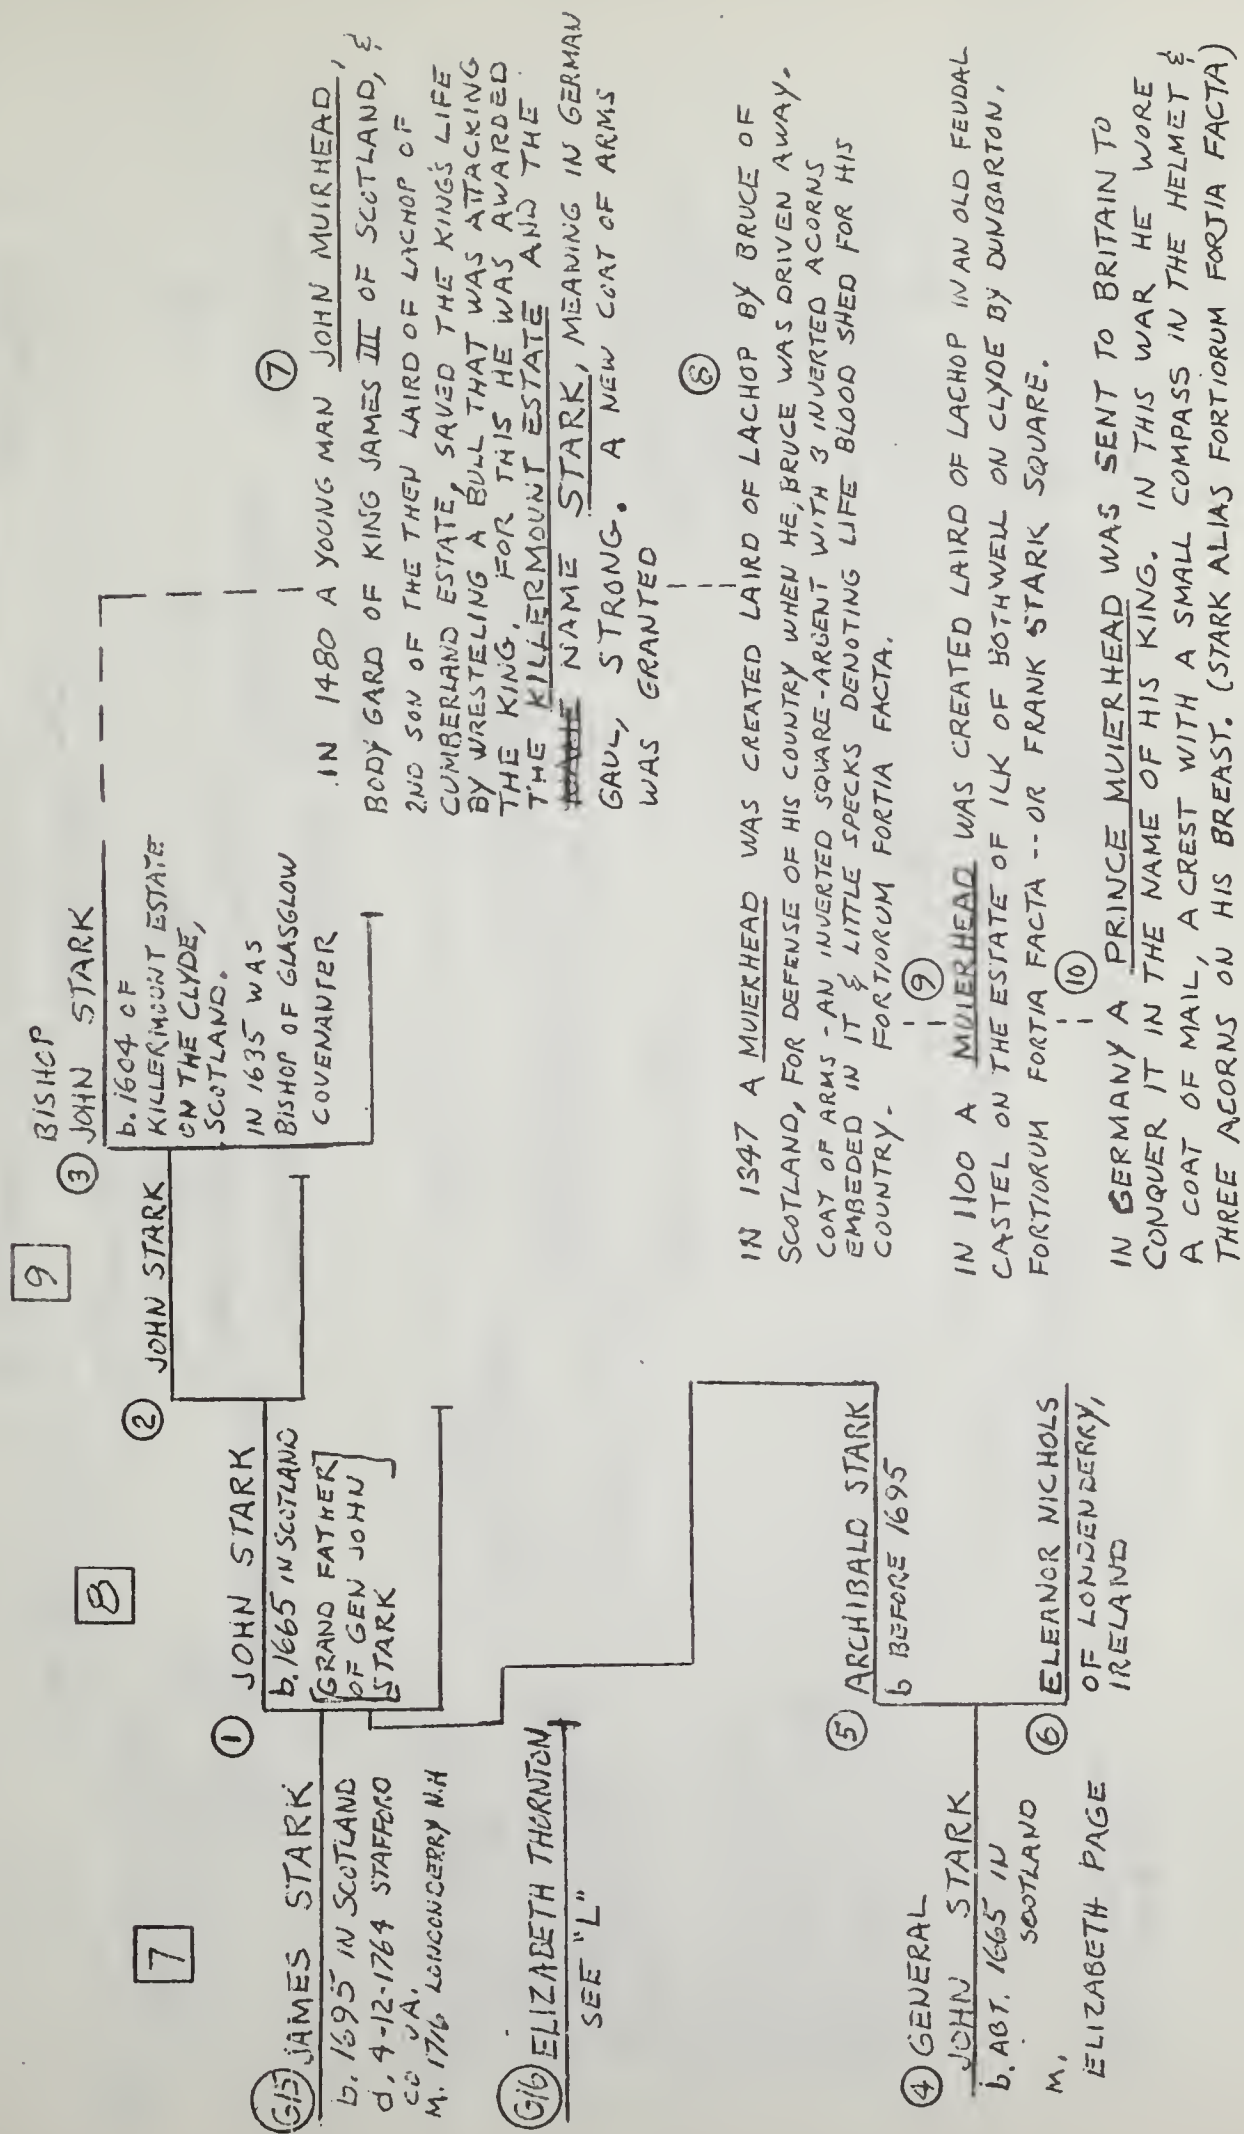 7
8
9
G15 JAMES STARK
b. 1695 IN SCOTLAND
d, 4-12-1764 STAFFORD
CO VA.
M. 1716 LONCONCERRY N.H
G16 ELIZABETH THORNTON
SEE "L"
1 JOHN STARK
b. 1665 IN SCOTLAND
[GRAND FATHER]
OF GEN JOHN
[STARK
2 JOHN STARK
3 BISHOP
JOHN STARK
b. 1604 OF
KILLERMOUNT ESTATE
ON THE CLYDE,
SCOTLAND.
IN 1635 WAS
BISHOP OF GLASGLOW
COVENANTER
4 GENERAL
JOHN STARK
b. ABT. 1665 IN
SCOTLAND
M.
ELIZABETH PAGE
5 ARCHIBALD STARK
b BEFORE 1695
6 ELEANOR NICHOLS
OF LONDENDERRY,
IRELAND
7
IN 1480 A YOUNG MAN JOHN MUIRHEAD,
BODY GARD OF KING JAMES III OF SCOTLAND, &
2ND SON OF THE THEN LAIRD OF LACHOP OF
CUMBERLAND ESTATE, SAVED THE KING'S LIFE
BY WRESTELING A BULL THAT WAS ATTACKING
THE KING. FOR THIS HE WAS AWARDED
THE KILLERMOUNT ESTATE AND THE
NAME STARK, MEANING IN GERMAN
GAUL, STRONG. A NEW COAT OF ARMS
WAS GRANTED
8
IN 1347 A MUIERHEAD WAS CREATED LAIRD OF LACHOP BY BRUCE OF
SCOTLAND, FOR DEFENSE OF HIS COUNTRY WHEN HE, BRUCE WAS DRIVEN AWAY.
COAT OF ARMS - AN INVERTED SQUARE-ARGENT WITH 3 INVERTED ACORNS
EMBEDED IN IT & LITTLE SPECKS DENOTING LIFE BLOOD SHED FOR HIS
COUNTRY. FORTIORUM FORTIA FACTA.
9
IN 1100 A MUIERHEAD WAS CREATED LAIRD OF LACHOP IN AN OLD FEUDAL
CASTEL ON THE ESTATE OF ILK OF BOTHWELL ON CLYDE BY DUNBARTON.
FORTIORUM FORTIA FACTA -- OR FRANK STARK SQUARE.
10
IN GERMANY A PRINCE MUIERHEAD WAS SENT TO BRITAIN TO
CONQUER IT IN THE NAME OF HIS KING. IN THIS WAR HE WORE
A COAT OF MAIL, A CREST WITH A SMALL COMPASS IN THE HELMET &
THREE ACORNS ON HIS BREAST. (STARK ALIAS FORTIORUM FORTIA FACTA)